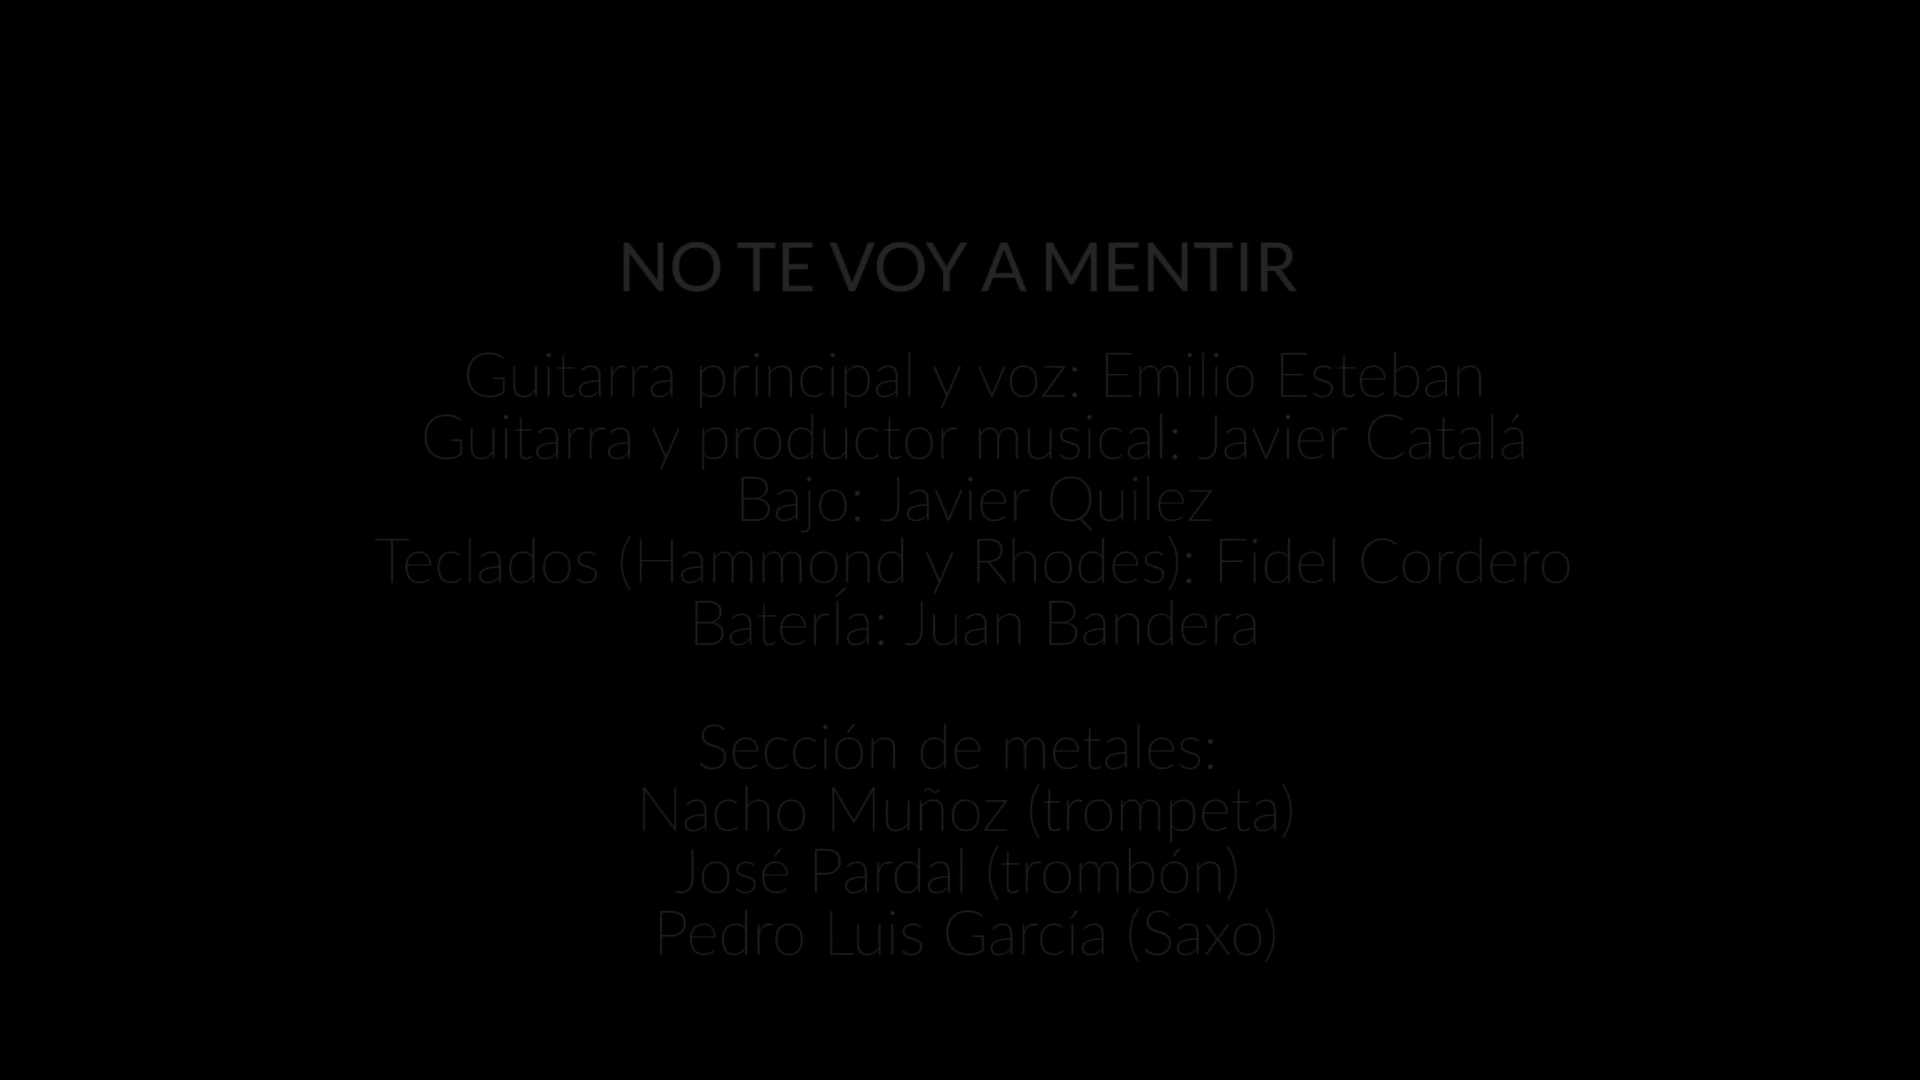 NO TE VOY A MENTIR
Guitarra principal y voz: Emilio Esteban
Guitarra y productor musical: Javier Catalá
Bajo: Javier Quilez
Teclados (Hammond y Rhodes): Fidel Cordero
BaterÍa: Juan Bandera
Sección de metales:
Nacho Muñoz (trompeta)
José Pardal (trombón)
Pedro Luis García (Saxo)